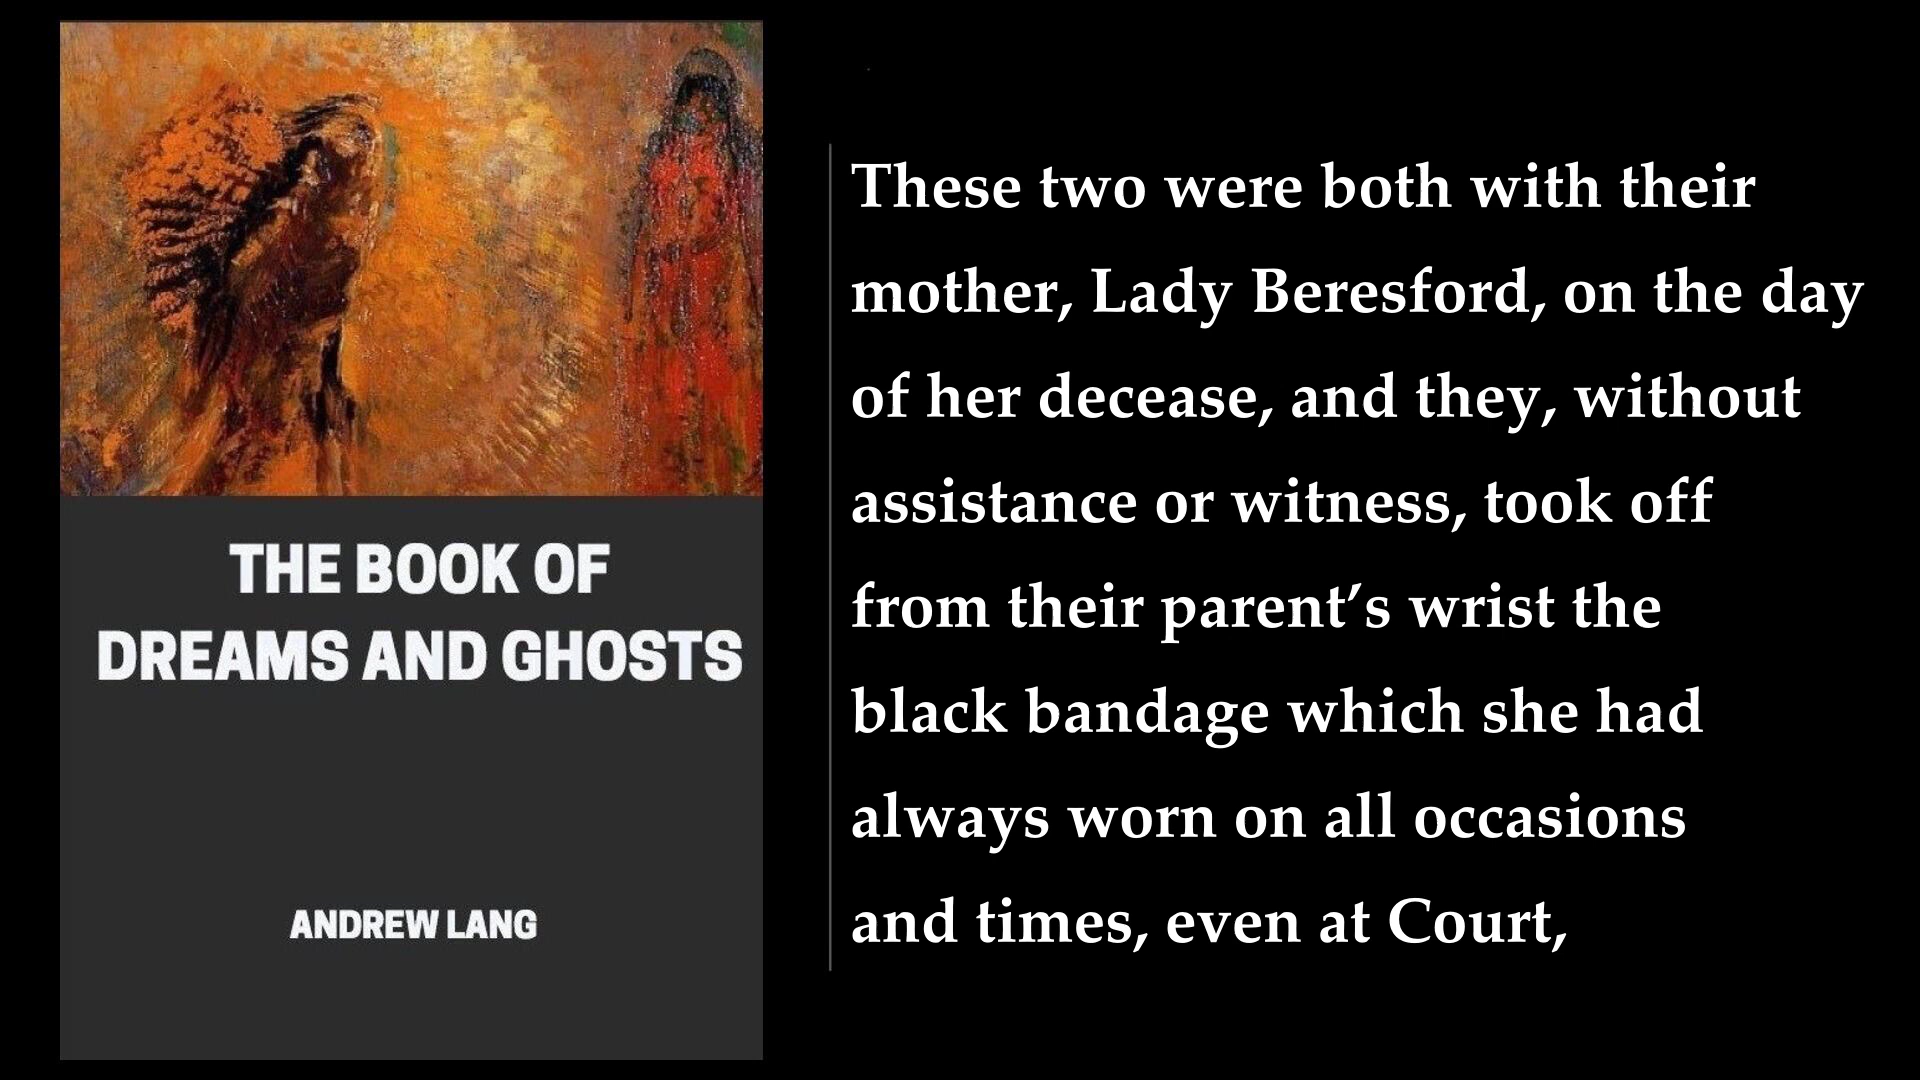 THE BOOK OF
DREAMS AND GHOSTS
ANDREW LANG
These two were both with their
mother, Lady Beresford, on the day
of her decease, and they, without
assistance or witness, took off
from their parent’s wrist the
black bandage which she had
always worn on all occasions
and times, even at Court,